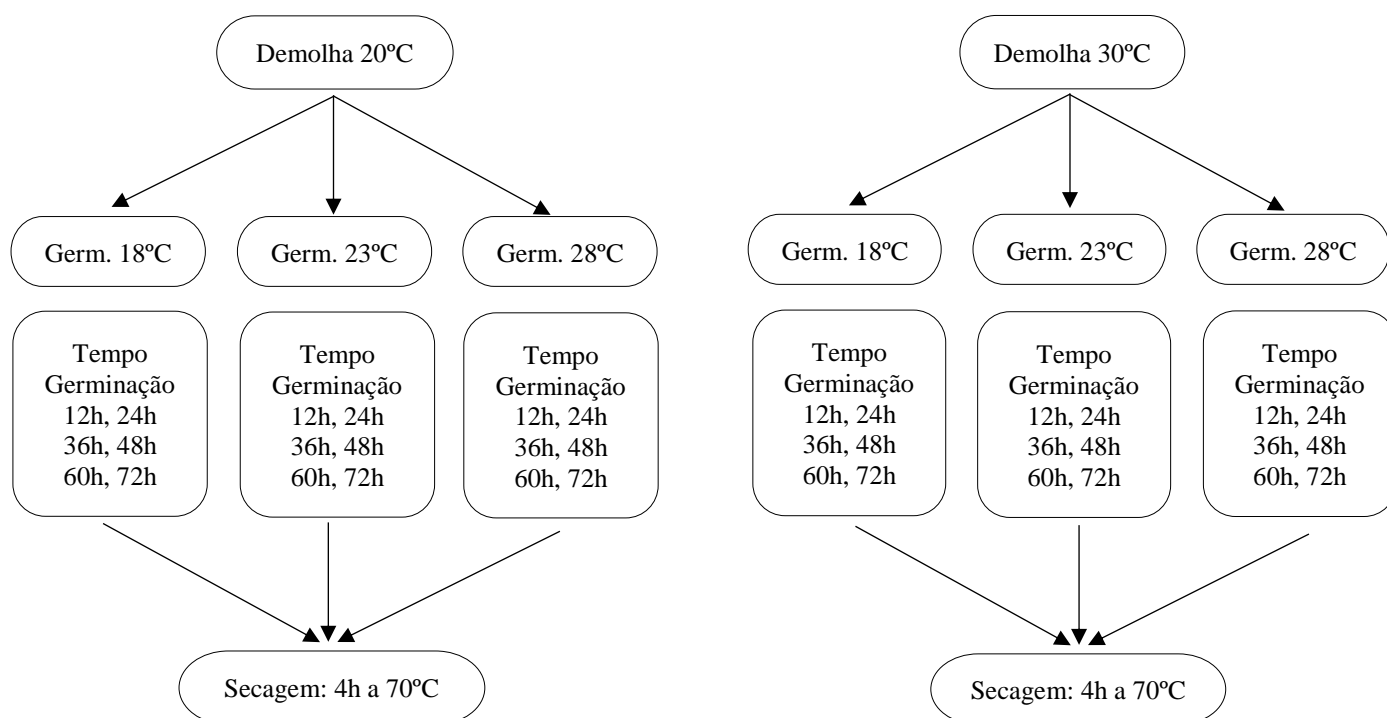 Demolha 20ºC
Germ. 18ºC
Germ. 23ºC
Germ. 28ºC
Tempo
Germinação
12h, 24h
36h, 48h
60h, 72h
Tempo
Germinação
12h, 24h
36h, 48h
60h, 72h
Tempo
Germinação
12h, 24h
36h, 48h
60h, 72h
Secagem: 4h a 70ºC
Demolha 30ºC
Germ. 18ºC
Germ. 23ºC
Germ. 28ºC
Tempo
Germinação
12h, 24h
36h, 48h
60h, 72h
Tempo
Germinação
12h, 24h
36h, 48h
60h, 72h
Tempo
Germinação
12h, 24h
36h, 48h
60h, 72h
Secagem: 4h a 70ºC